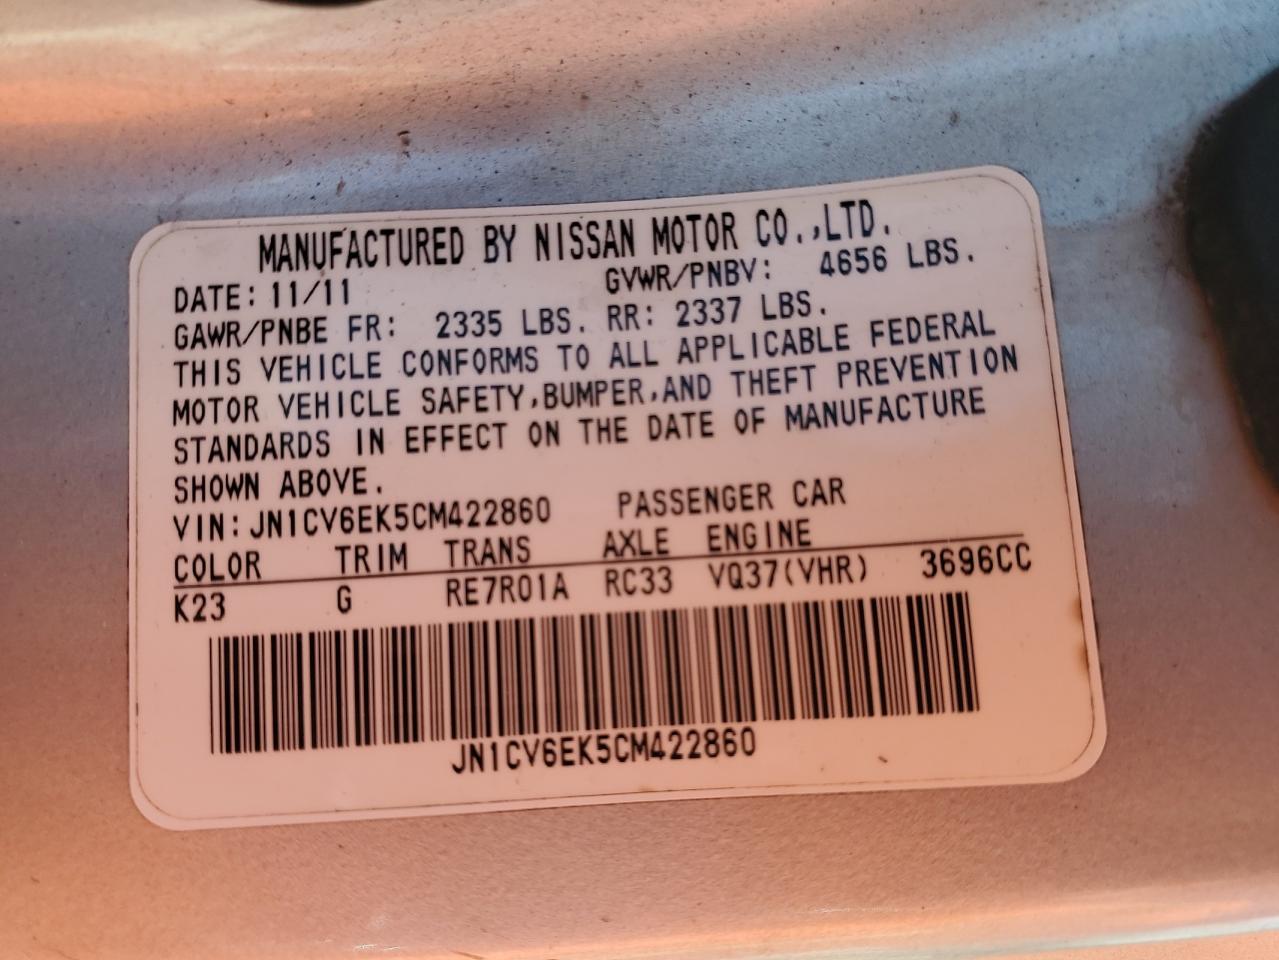 MANUFACTURED BY NISSAN MOTOR CO.,LTD.
DATE: 11/11 GVWR/PNBV: 4656 LBS.
GAWR/PNBE FR: 2335 LBS. RR: 2337 LBS.
THIS VEHICLE CONFORMS TO ALL APPLICABLE FEDERAL
MOTOR VEHICLE SAFETY,BUMPER,AND THEFT PREVENTION
STANDARDS IN EFFECT ON THE DATE OF MANUFACTURE
SHOWN ABOVE.
VIN:JN1CV6EK5CM422860 PASSENGER CAR
COLOR TRIM TRANS AXLE ENGINE
K23 G RE7R01A RC33 VQ37(VHR) 3696CC
JN1CV6EK5CM422860